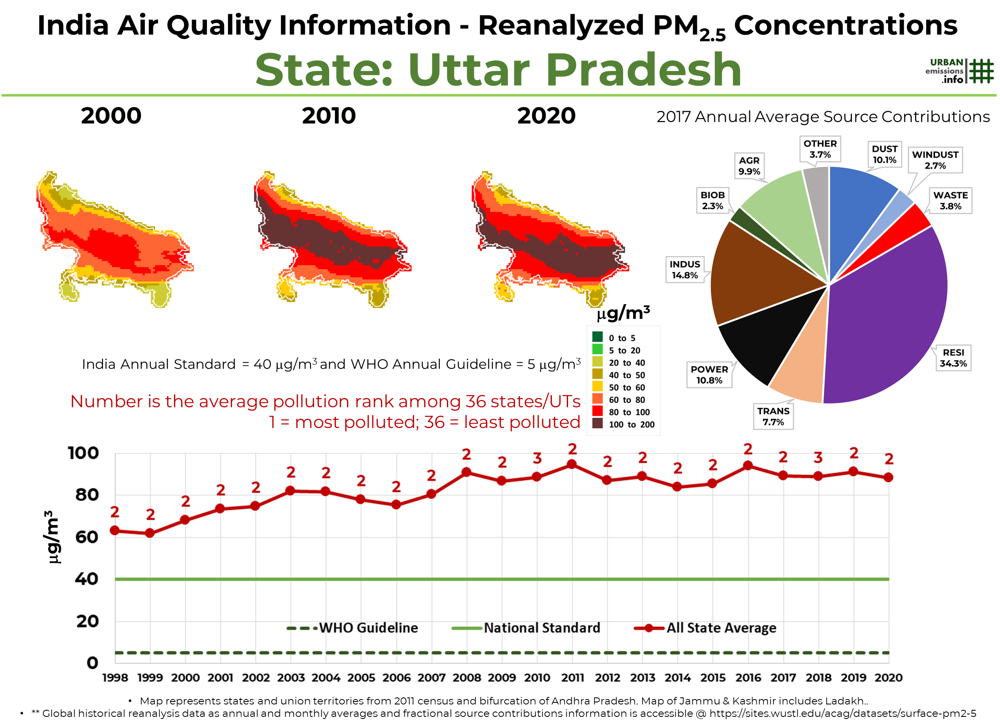 India Air Quality Information - Reanalyzed PM2.5 Concentrations
State: Uttar Pradesh
URBAN
emissions
.info
2000
2010
2020
2017 Annual Average Source Contributions
OTHER
3.7%
DUST
10.1%
WINDUST
2.7%
AGR
9.9%
WASTE
3.8%
BIOB
2.3%
INDUS
14.8%
RESI
34.3%
POWER
10.8%
TRANS
7.7%
µg/m³
0 to 5
5 to 20
20 to 40
40 to 50
50 to 60
60 to 80
80 to 100
100 to 200
India Annual Standard = 40 µg/m³ and WHO Annual Guideline = 5 µg/m³
Number is the average pollution rank among 36 states/UTs
1 = most polluted; 36 = least polluted
100
80
60
40
20
0
µg/m³
2 2 2 2 2 2 2 2 2 2 2 2 3 2 2 2 2 2 2 2 3 2 2
WHO Guideline
National Standard
All State Average
1998 1999 2000 2001 2002 2003 2004 2005 2006 2007 2008 2009 2010 2011 2012 2013 2014 2015 2016 2017 2018 2019 2020
• Map represents states and union territories from 2011 census and bifurcation of Andhra Pradesh. Map of Jammu & Kashmir includes Ladakh..
• ** Global historical reanalysis data as annual and monthly averages and fractional source contributions information is accessible @ https://sites.wustl.edu/acag/datasets/surface-pm2-5